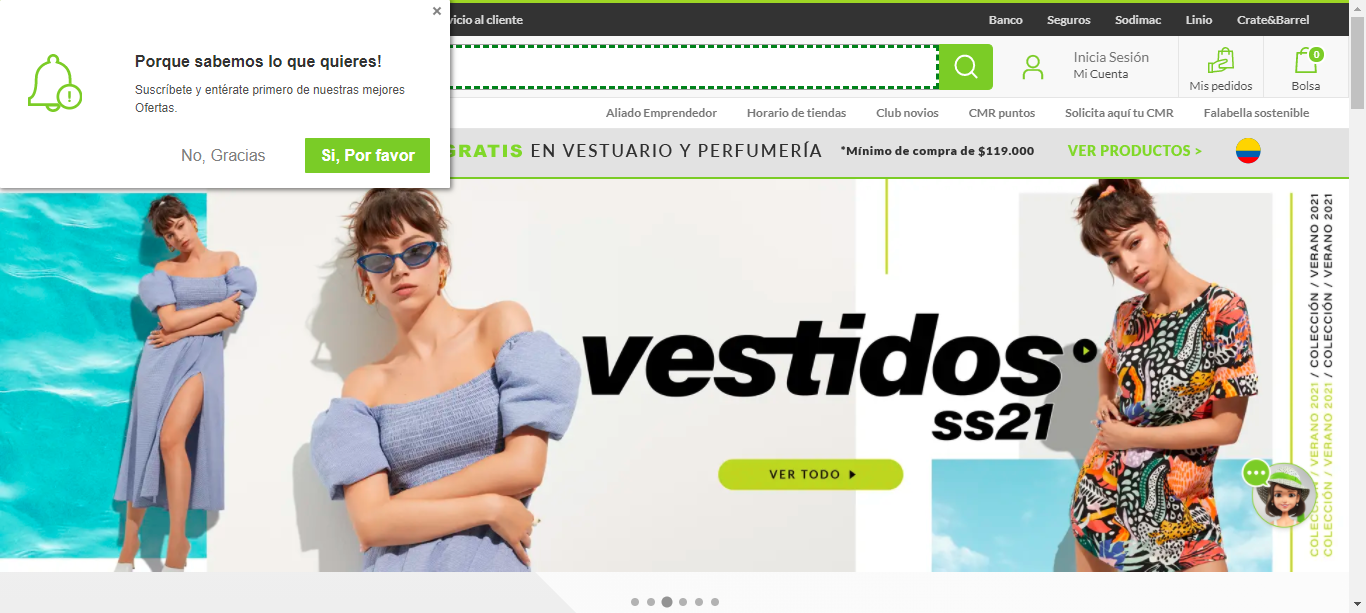 ×
Porque sabemos lo que quieres!
Suscríbete y entérate primero de nuestras mejores
Ofertas.
No, Gracias
Si, Por favor
al cliente
Banco
Seguros
Sodimac
Linio
Crate&Barrel
Inicia Sesión
Mi Cuenta
Mis pedidos
0
Bolsa
Aliado Emprendedor
Horario de tiendas
Club novios
CMR puntos
Solicita aquí tu CMR
Falabella sostenible
GRATIS EN VESTUARIO Y PERFUMERÍA *Mínimo de compra de $119.000 VER PRODUCTOS >
vestidos
ss21
VER TODO
COLECCIÓN / VERANO 2021 / COLECCIÓN / VERANO 2021
COLECCIÓN / VERANO 2021 / COLECCIÓN / VERANO 2021